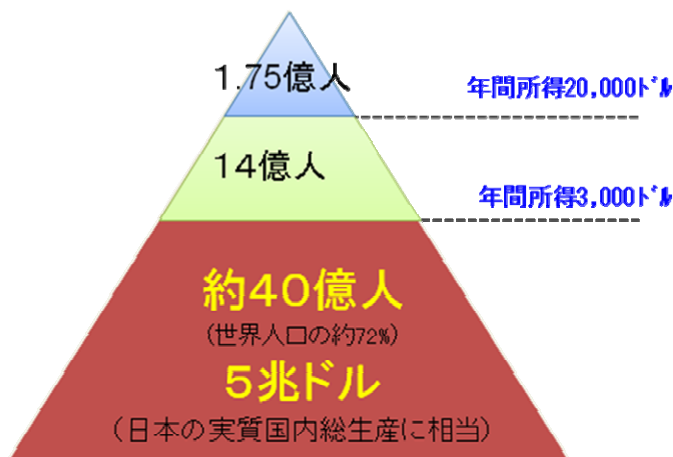 1.75億人
年間所得20,000ﾄﾞﾙ
14億人
年間所得3,000ﾄﾞﾙ
約40億人
(世界人口の約72%)
5兆ドル
(日本の実質国内総生産に相当)